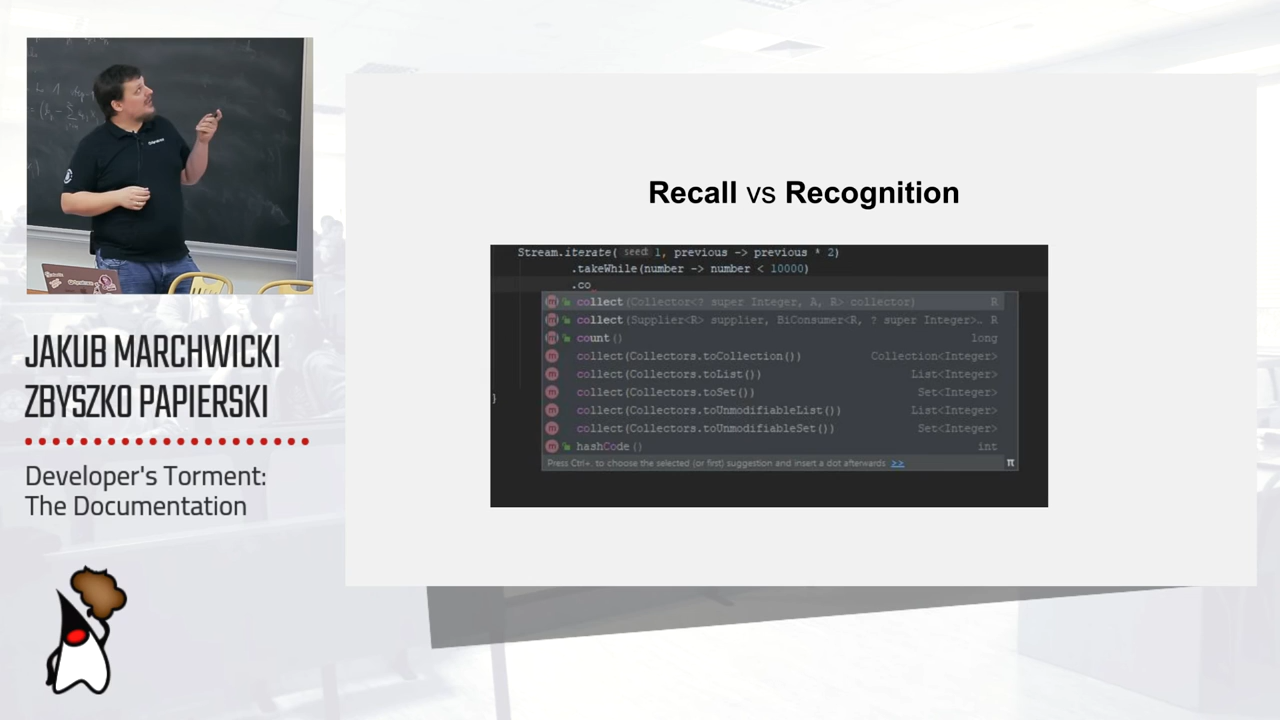 JAKUB MARCHWICKI
ZBYSZKO PAPIERSKI
Developer's Torment:
The Documentation
Recall vs Recognition
Stream.iterate( seed: 1, previous -> previous * 2)
.takeWhile(number -> number < 10000)
.co
collect(Collector<? super Integer, A, R> collector) R
collect(Supplier<R> supplier, BiConsumer<R, ? super Integer>… R
count() long
collect(Collectors.toCollection()) Collection<Integer>
collect(Collectors.toList()) List<Integer>
collect(Collectors.toSet()) Set<Integer>
collect(Collectors.toUnmodifiableList()) List<Integer>
collect(Collectors.toUnmodifiableSet()) Set<Integer>
hashCode() int
Press Ctrl+. to choose the selected (or first) suggestion and insert a dot afterwards >> π
}